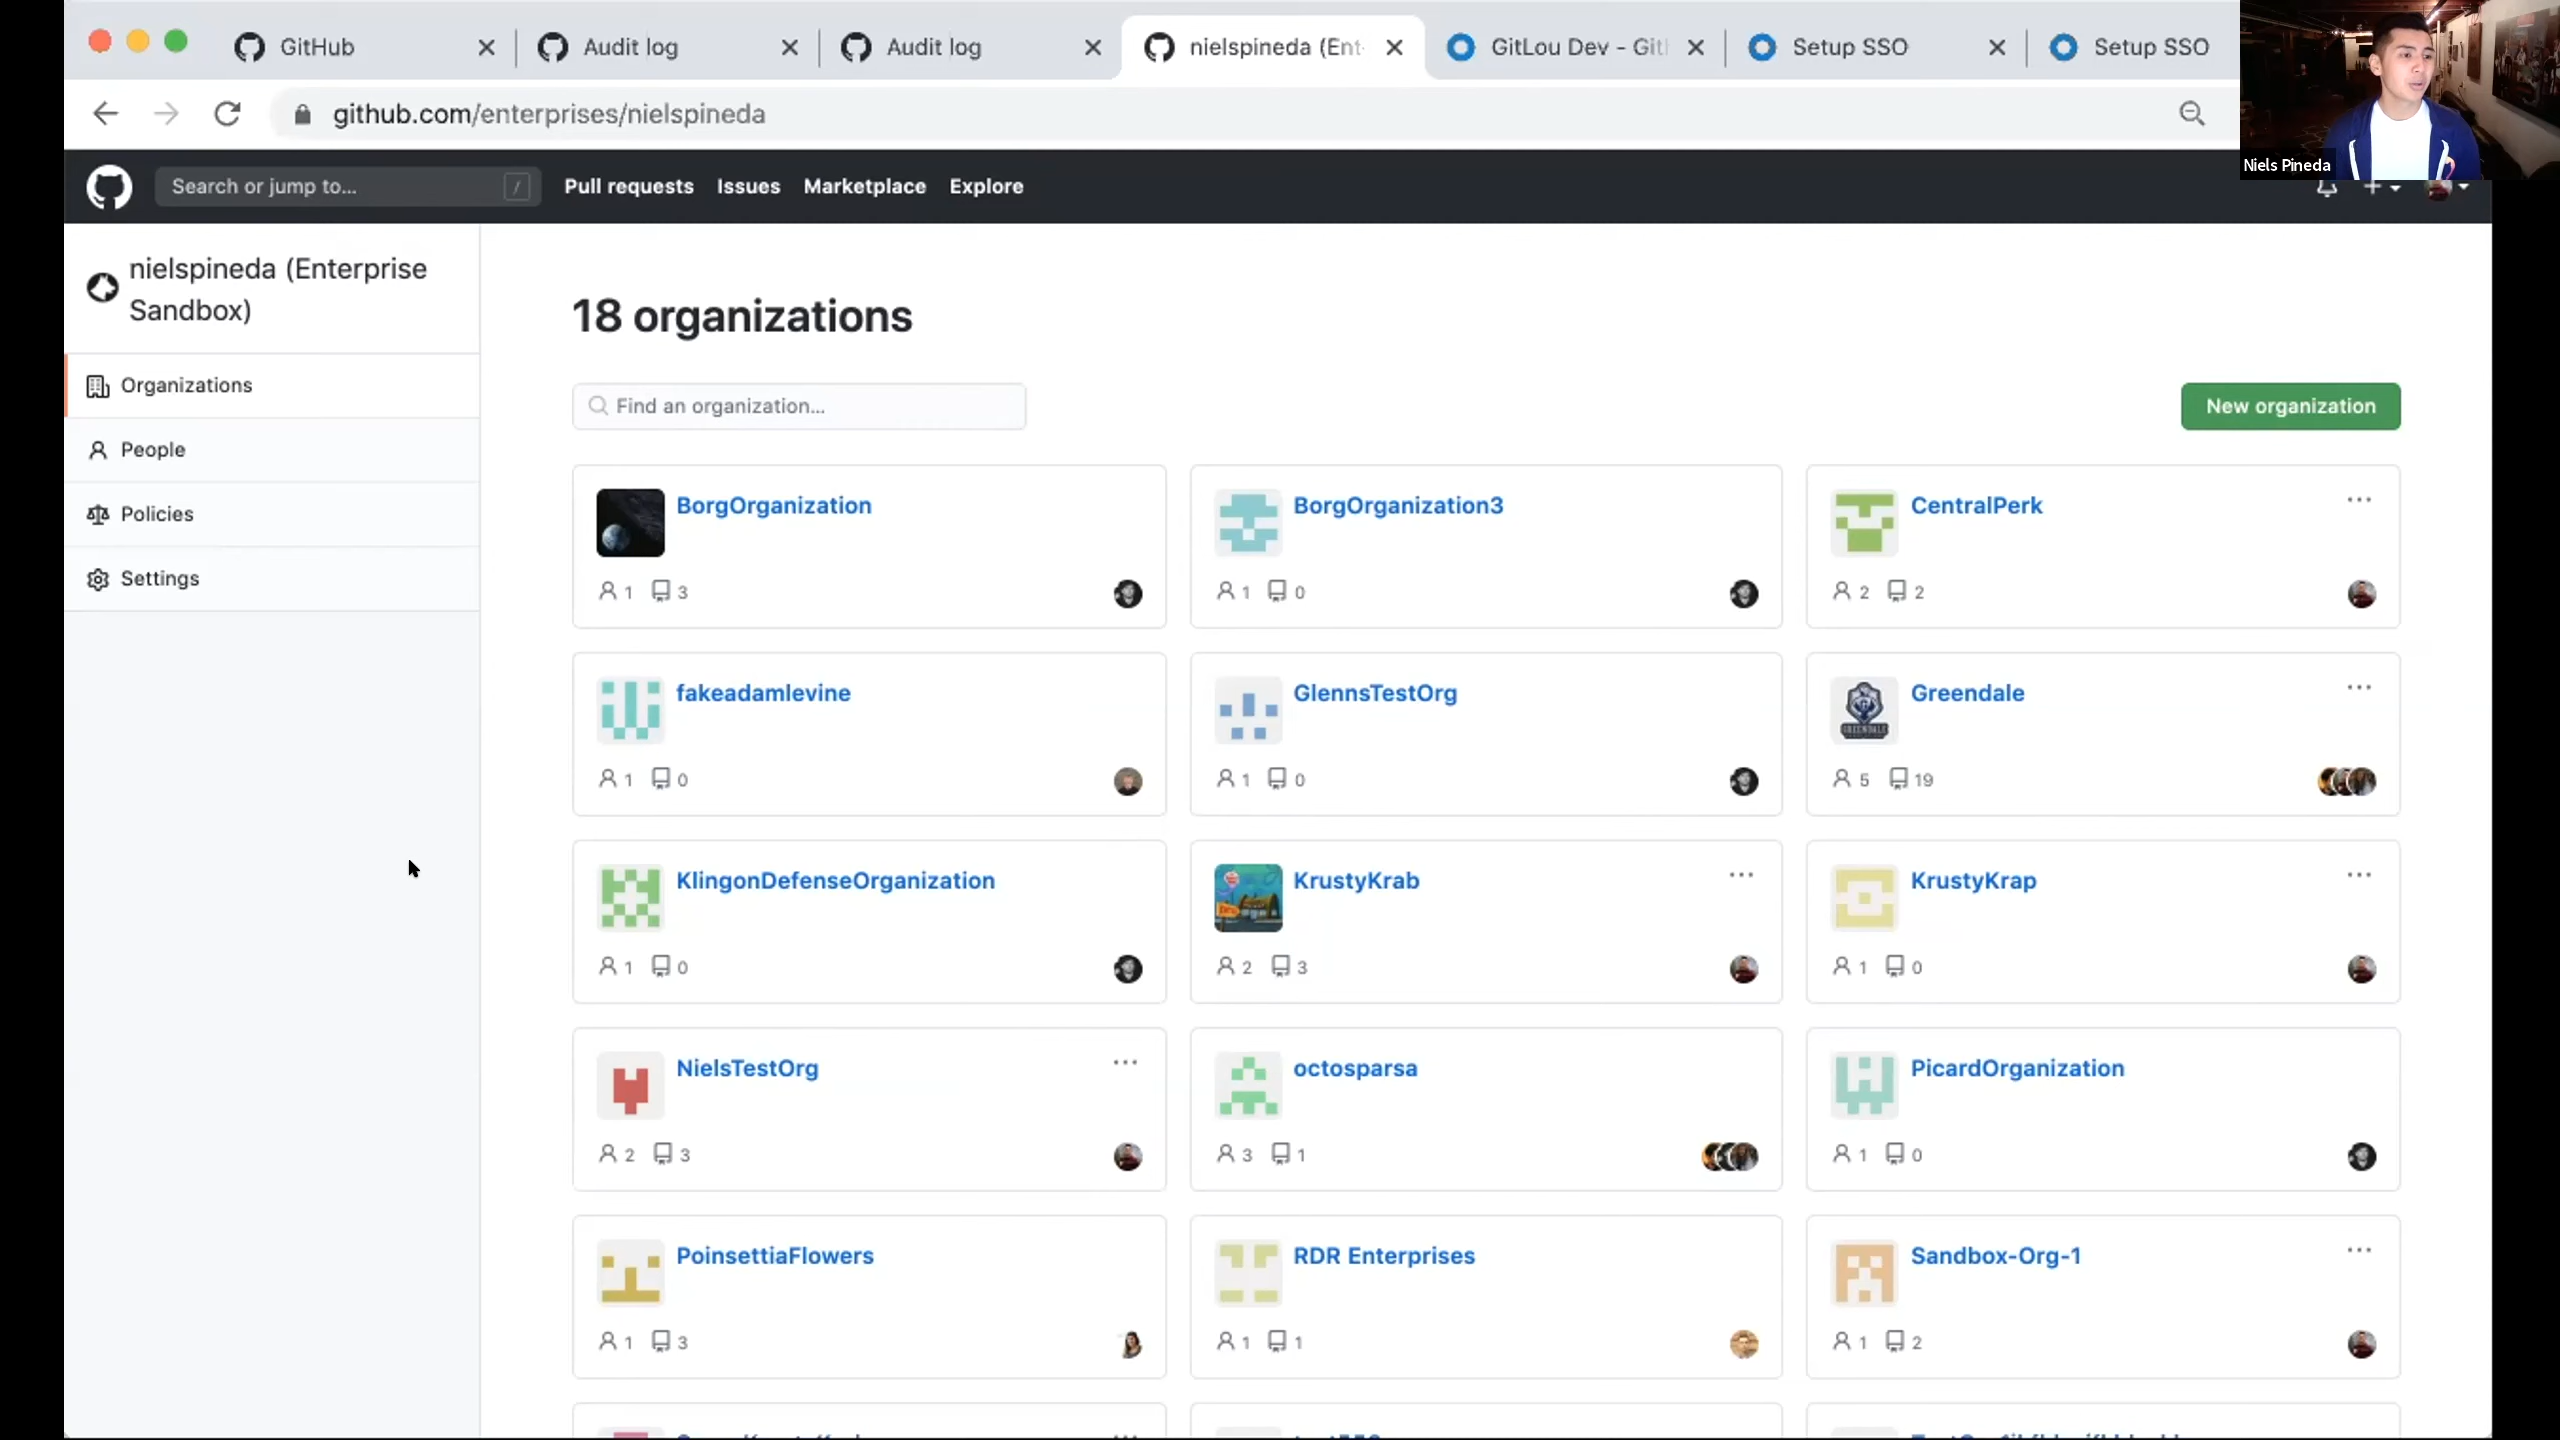 GitHub
Audit log
Audit log
nielspineda (Ent
GitLou Dev - Git
Setup SSO
Setup SSO
github.com/enterprises/nielspineda
Niels Pineda
Search or jump to...
/
Pull requests
Issues
Marketplace
Explore
nielspineda (Enterprise
Sandbox)
Organizations
People
Policies
Settings
18 organizations
Find an organization...
New organization
BorgOrganization
1 3
BorgOrganization3
1 0
CentralPerk
2 2
fakeadamlevine
1 0
GlennsTestOrg
1 0
Greendale
GREENDALE
5 19
KlingonDefenseOrganization
1 0
KrustyKrab
2 3
KrustyKrap
1 0
NielsTestOrg
2 3
octosparsa
3 1
PicardOrganization
1 0
PoinsettiaFlowers
1 3
RDR Enterprises
1 1
Sandbox-Org-1
1 2